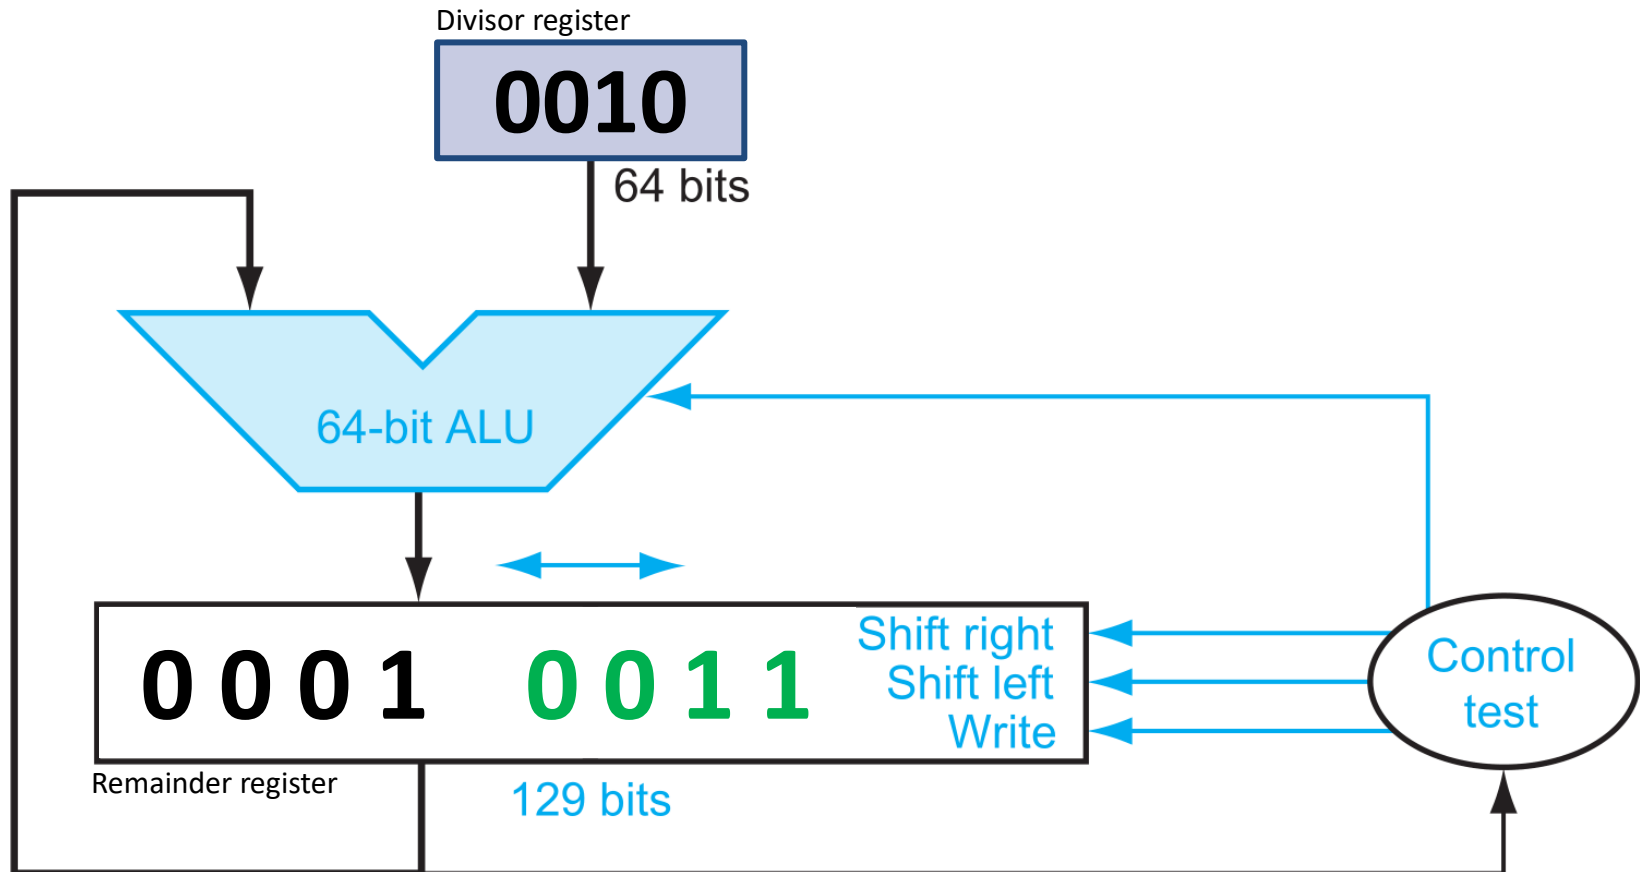 Divisor register
0010
64 bits
64-bit ALU
0 0 0 1 0 0 1 1
Shift right
Shift left
Write
Control
test
Remainder register
129 bits